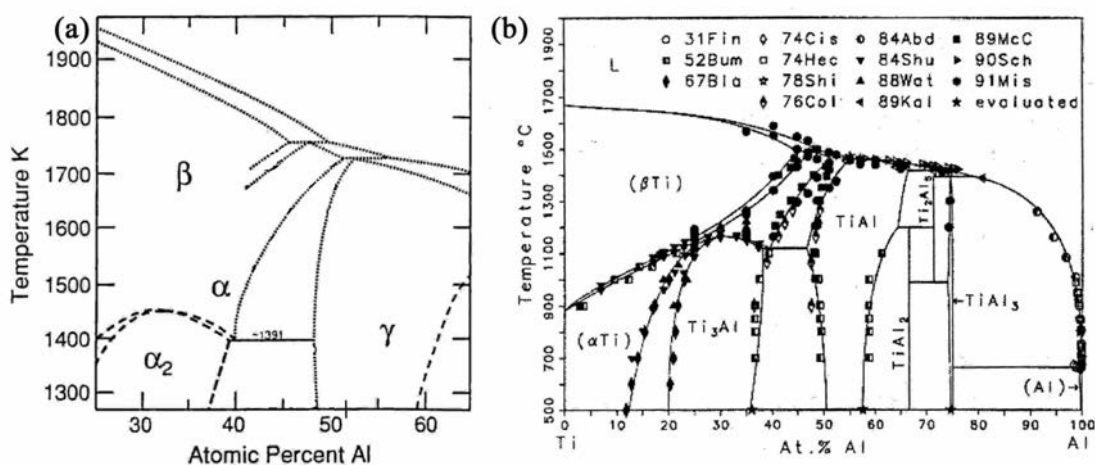 (a)
1900
1800
1700
1600
1500
1400
1300
Temperature K
β
α
α₂
γ
~1391
30
40
50
60
Atomic Percent Al
(b)
31Fin
52Bum
67Bla
74Cis
74Hec
78Shi
76Col
84Abd
84Shu
88Wat
89Kal
89McC
90Sch
91Mis
evaluated
Temperature °C
1900
1700
1500
1300
1100
900
700
500
L
(βTi)
(αTi)
Ti₃Al
TiAl
TiAl₂
Ti₂Al₅
TiAl₃
(Al)
0
10
20
30
40
50
60
70
80
90
100
Ti
At.% Al
Al